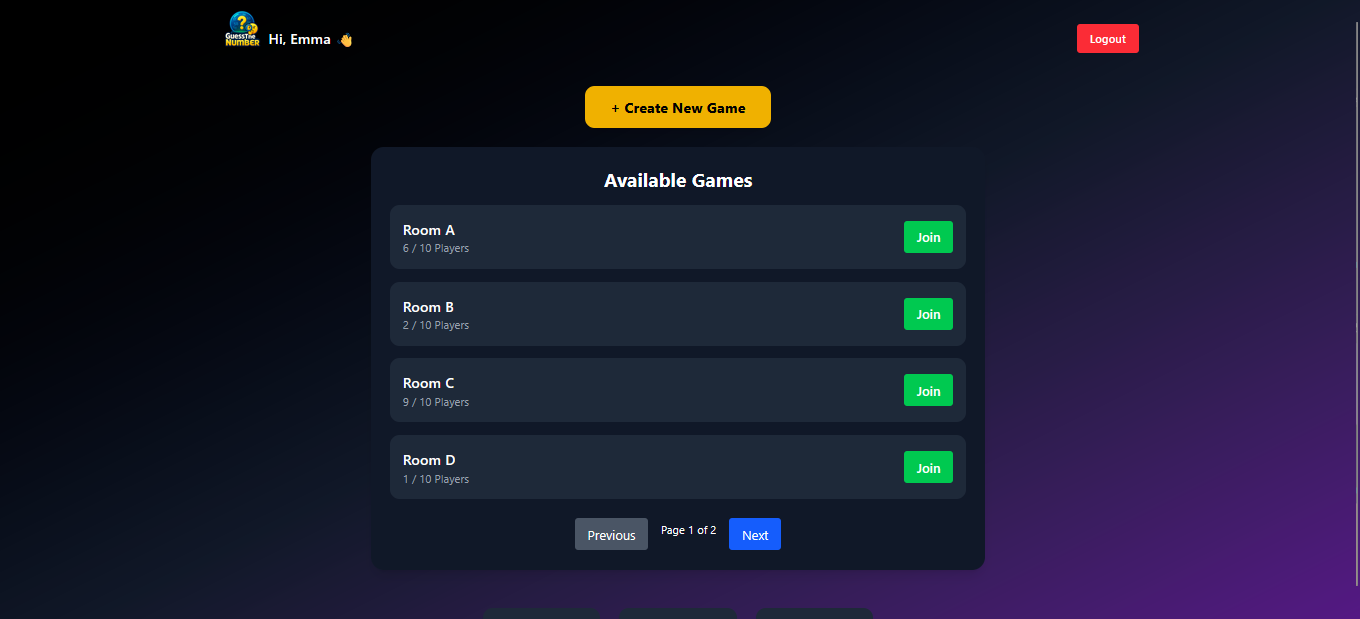 ?
GuessThe
Number
Hi, Emma 👋
Logout
+ Create New Game
Available Games
Room A
6 / 10 Players
Join
Room B
2 / 10 Players
Join
Room C
9 / 10 Players
Join
Room D
1 / 10 Players
Join
Previous
Page 1 of 2
Next